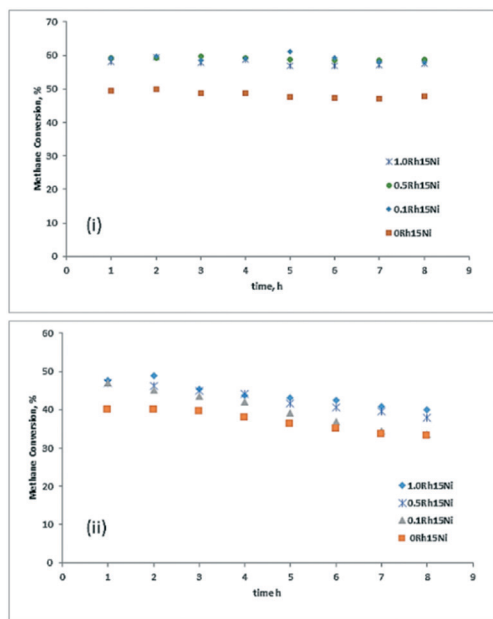 70
60
50
40
30
20
10
0
Methane Conversion, %
1.0Rh15Ni
0.5Rh15Ni
0.1Rh15Ni
0Rh15Ni
(i)
0 1 2 3 4 5 6 7 8 9
time, h
60
50
40
30
20
10
0
Methane Conversion, %
1.0Rh15Ni
0.5Rh15Ni
0.1Rh15Ni
0Rh15Ni
(ii)
0 1 2 3 4 5 6 7 8 9
time h